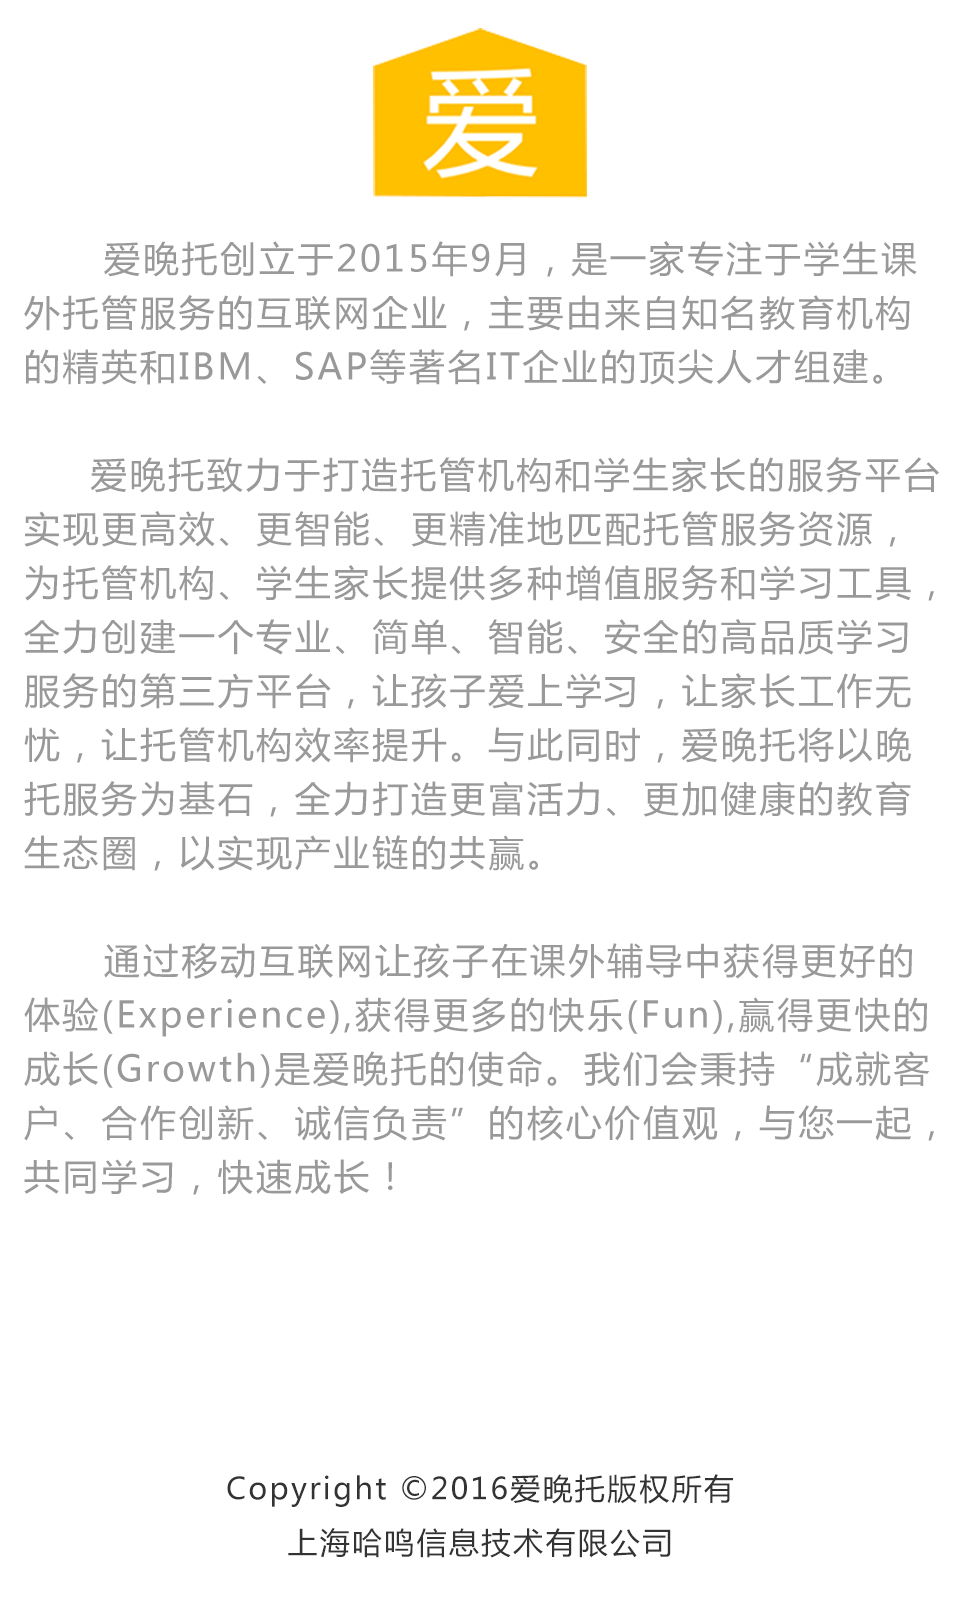 爱
爱晚托创立于2015年9月，是一家专注于学生课
外托管服务的互联网企业，主要由来自知名教育机构
的精英和IBM、SAP等著名IT企业的顶尖人才组建。
爱晚托致力于打造托管机构和学生家长的服务平台
实现更高效、更智能、更精准地匹配托管服务资源，
为托管机构、学生家长提供多种增值服务和学习工具，
全力创建一个专业、简单、智能、安全的高品质学习
服务的第三方平台，让孩子爱上学习，让家长工作无
忧，让托管机构效率提升。与此同时，爱晚托将以晚
托服务为基石，全力打造更富活力、更加健康的教育
生态圈，以实现产业链的共赢。
通过移动互联网让孩子在课外辅导中获得更好的
体验(Experience),获得更多的快乐(Fun),赢得更快的
成长(Growth)是爱晚托的使命。我们会秉持“成就客
户、合作创新、诚信负责”的核心价值观，与您一起，
共同学习，快速成长！
Copyright ©2016爱晚托版权所有
上海哈鸣信息技术有限公司